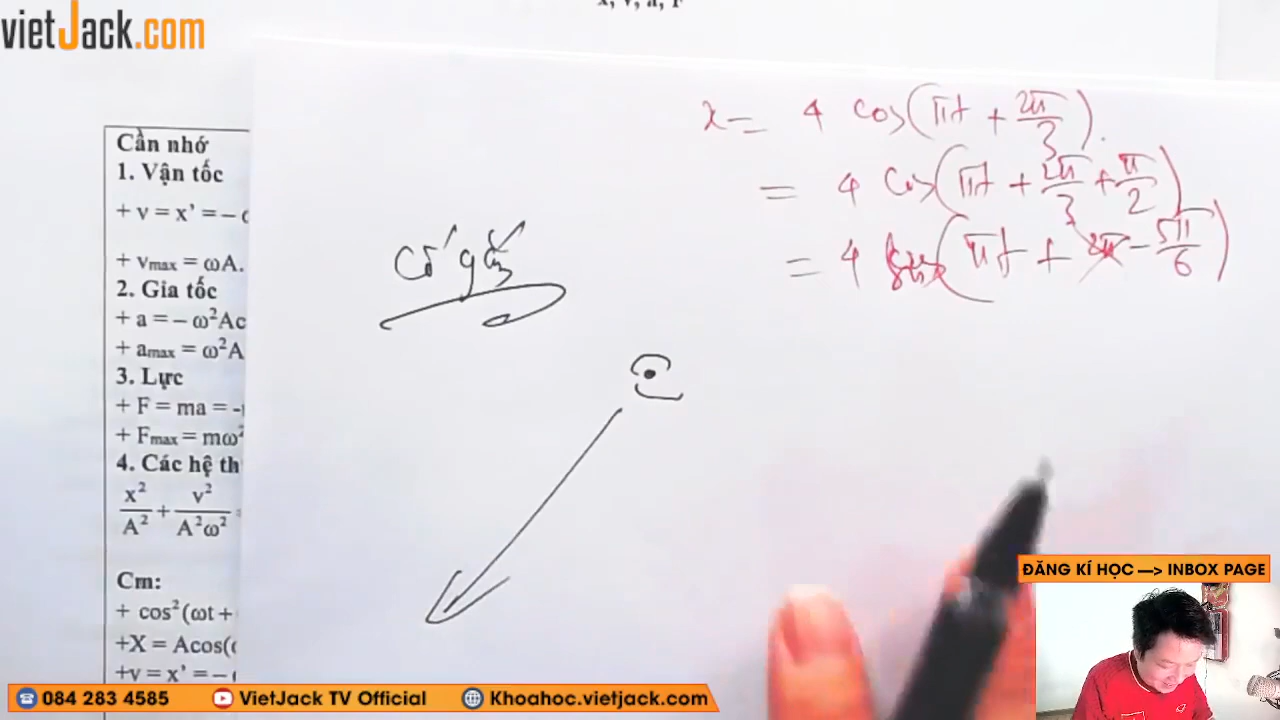 vietJack.com
x, v, a, F
Cần nhớ
1. Vận tốc
+ v = x’ = –
+ vmax = ωA.
2. Gia tốc
+ a = – ω²Ac
+ amax = ω²A
3. Lực
+ F = ma = -
+ Fmax = mω²
4. Các hệ th
x²/A² + v²/A²ω² =
Cm:
+ cos²(ωt +
+X = Acos(
+v = x’ = –
x = 4 cos(πt + 2π/3).
= 4 cos(πt + 2π/3 + π/2)
= 4 (πt + - 5π/6)
Cố gắng
ĐĂNG KÍ HỌC —> INBOX PAGE
084 283 4585
VietJack TV Official
Khoahoc.vietjack.com